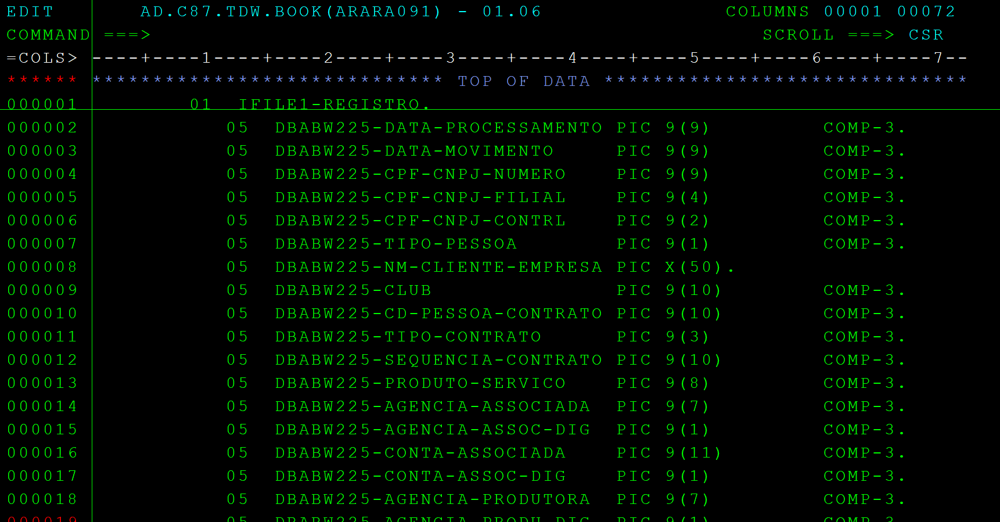 EDIT       AD.C87.TDW.BOOK(ARARA091) - 01.06               COLUMNS 00001 00072
COMMAND ===>                                                  SCROLL ===> CSR
=COLS> ----+----1----+----2----+----3----+----4----+----5----+----6----+----7--
****** ***************************** TOP OF DATA ******************************
000001         01  IFILE1-REGISTRO.
000002            05  DBABW225-DATA-PROCESSAMENTO PIC 9(9)         COMP-3.
000003            05  DBABW225-DATA-MOVIMENTO     PIC 9(9)         COMP-3.
000004            05  DBABW225-CPF-CNPJ-NUMERO    PIC 9(9)         COMP-3.
000005            05  DBABW225-CPF-CNPJ-FILIAL    PIC 9(4)         COMP-3.
000006            05  DBABW225-CPF-CNPJ-CONTRL    PIC 9(2)         COMP-3.
000007            05  DBABW225-TIPO-PESSOA        PIC 9(1)         COMP-3.
000008            05  DBABW225-NM-CLIENTE-EMPRESA PIC X(50).
000009            05  DBABW225-CLUB               PIC 9(10)        COMP-3.
000010            05  DBABW225-CD-PESSOA-CONTRATO PIC 9(10)        COMP-3.
000011            05  DBABW225-TIPO-CONTRATO      PIC 9(3)         COMP-3.
000012            05  DBABW225-SEQUENCIA-CONTRATO PIC 9(10)        COMP-3.
000013            05  DBABW225-PRODUTO-SERVICO    PIC 9(8)         COMP-3.
000014            05  DBABW225-AGENCIA-ASSOCIADA  PIC 9(7)         COMP-3.
000015            05  DBABW225-AGENCIA-ASSOC-DIG  PIC 9(1)         COMP-3.
000016            05  DBABW225-CONTA-ASSOCIADA    PIC 9(11)        COMP-3.
000017            05  DBABW225-CONTA-ASSOC-DIG    PIC 9(1)         COMP-3.
000018            05  DBABW225-AGENCIA-PRODUTORA  PIC 9(7)         COMP-3.
000019            05  DBABW225-AGENCIA-PRODU-DIG  PIC 9(1)         COMP-3.